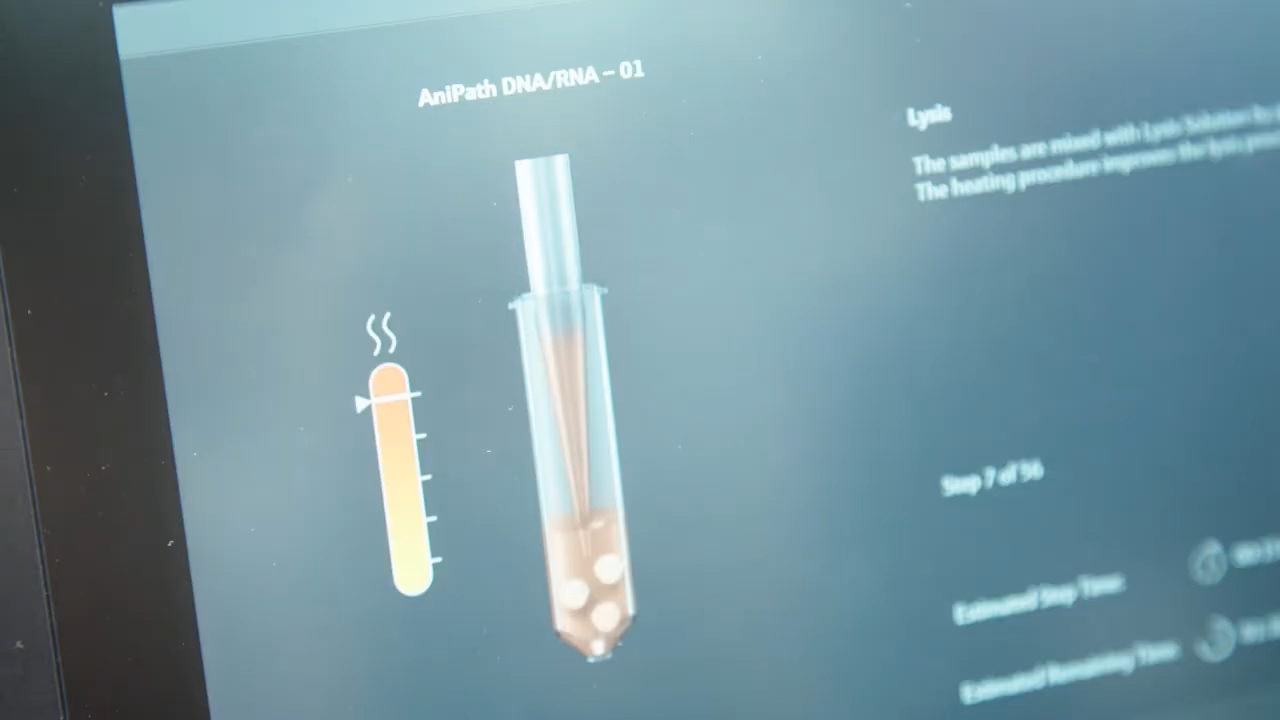 AniPath DNA/RNA – 01
Lysis
The samples are mixed with Lysis Solution by
The heating procedure improves the lysis
Step 7 of 56
Estimated Step Time:
Estimated Remaining Time: